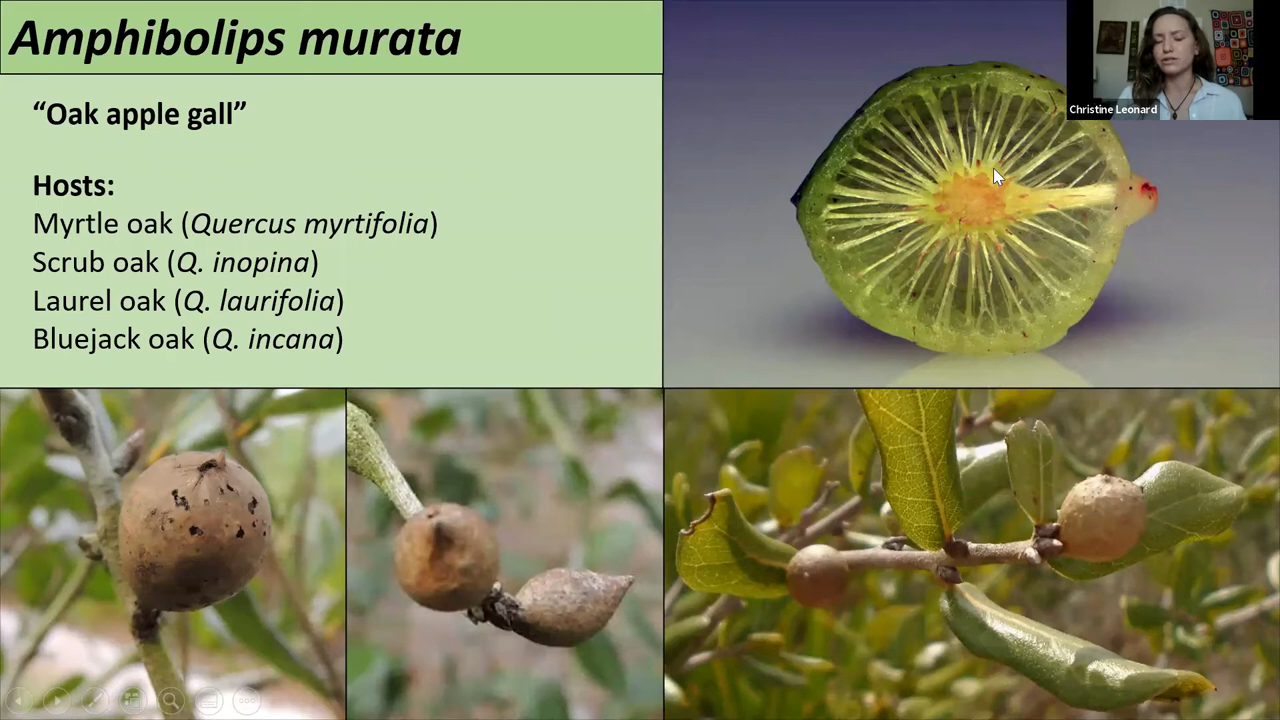 Amphibolips murata
“Oak apple gall”
Hosts:
Myrtle oak (Quercus myrtifolia)
Scrub oak (Q. inopina)
Laurel oak (Q. laurifolia)
Bluejack oak (Q. incana)
Christine Leonard